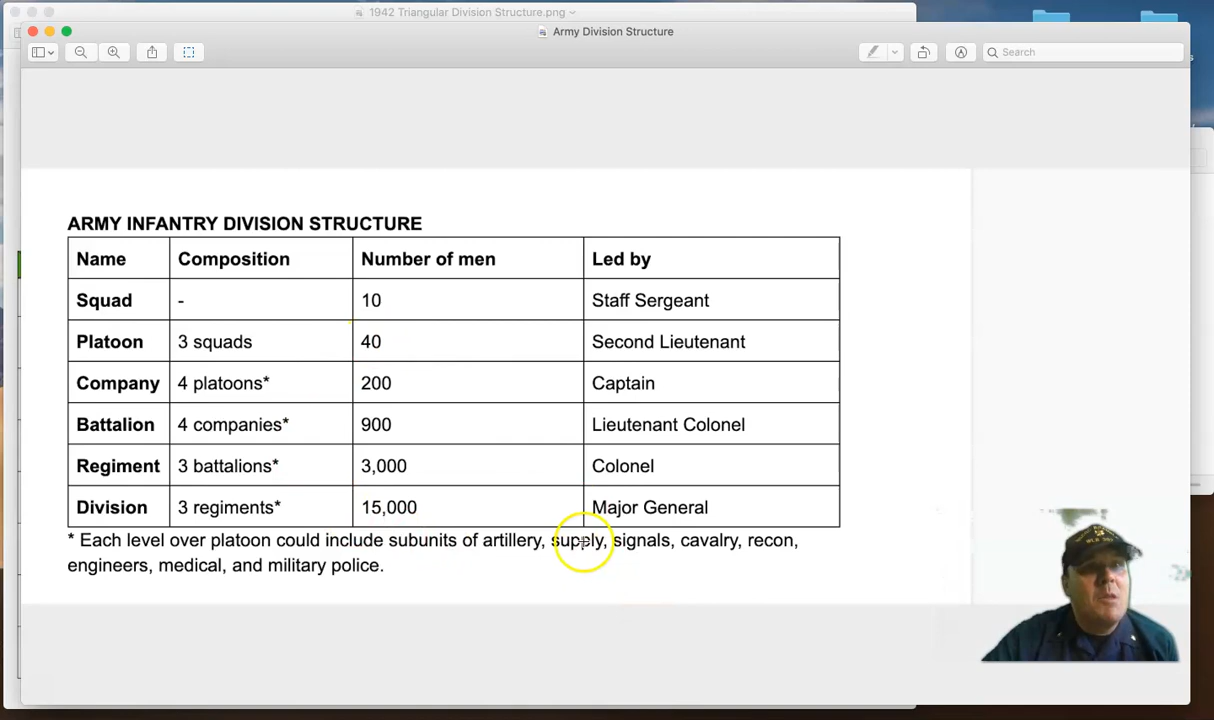 1942 Triangular Division Structure.png
Army Division Structure
Search
ARMY INFANTRY DIVISION STRUCTURE
Name Composition Number of men Led by
Squad - 10 Staff Sergeant
Platoon 3 squads 40 Second Lieutenant
Company 4 platoons* 200 Captain
Battalion 4 companies* 900 Lieutenant Colonel
Regiment 3 battalions* 3,000 Colonel
Division 3 regiments* 15,000 Major General
* Each level over platoon could include subunits of artillery, supply, signals, cavalry, recon,
engineers, medical, and military police.